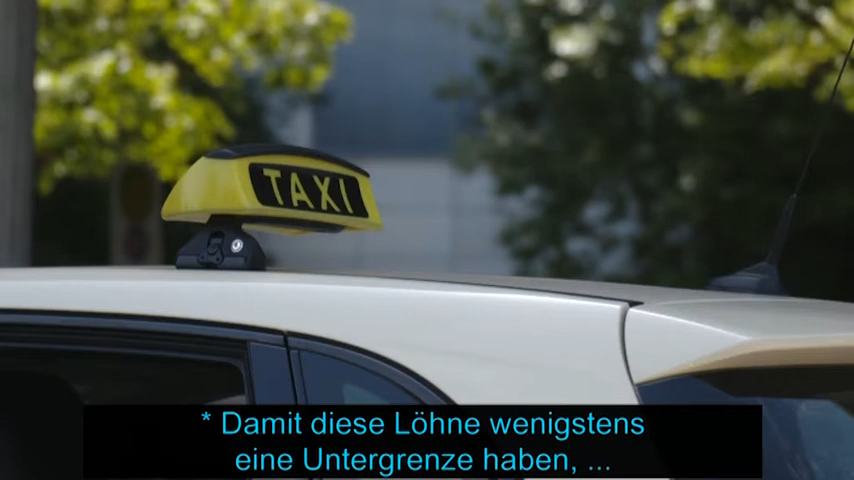 TAXI
* Damit diese Löhne wenigstens
eine Untergrenze haben, ...